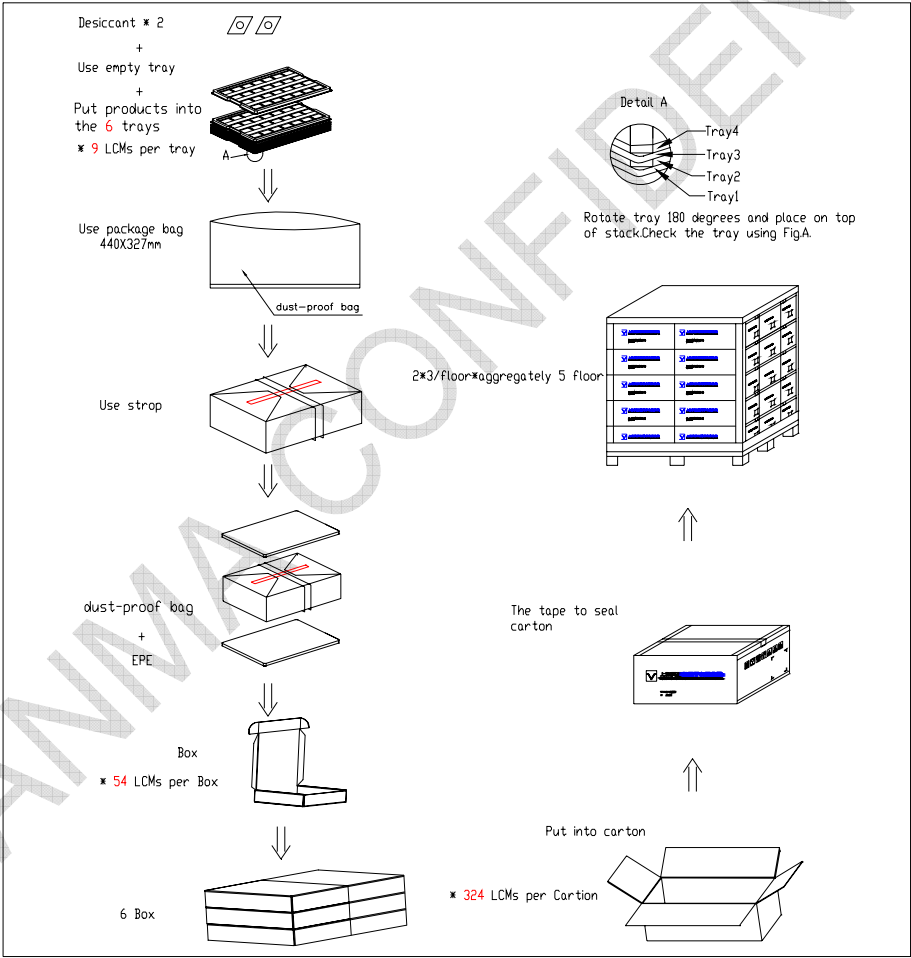 Desiccant * 2
+
Use empty tray
+
Put products into
the 6 trays
* 9 LCMs per tray
A
Use package bag
440X327mm
dust-proof bag
Use strop
dust-proof bag
+
EPE
Box
* 54 LCMs per Box
6 Box
Detail A
Tray4
Tray3
Tray2
Tray1
Rotate tray 180 degrees and place on top
of stack.Check the tray using Fig.A.
2*3/floor*aggregately 5 floor
The tape to seal
carton
Put into carton
* 324 LCMs per Cartion
ANMA CONFIDEN